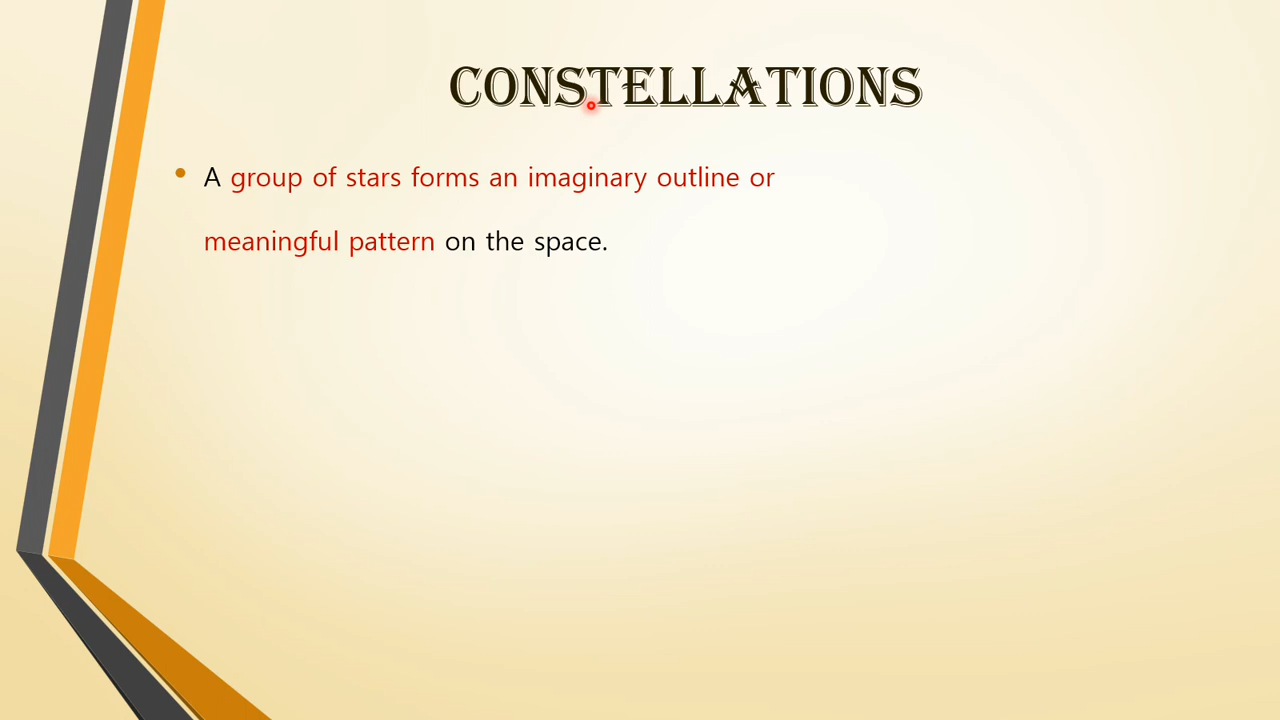 CONSTELLATIONS
• A group of stars forms an imaginary outline or
meaningful pattern on the space.